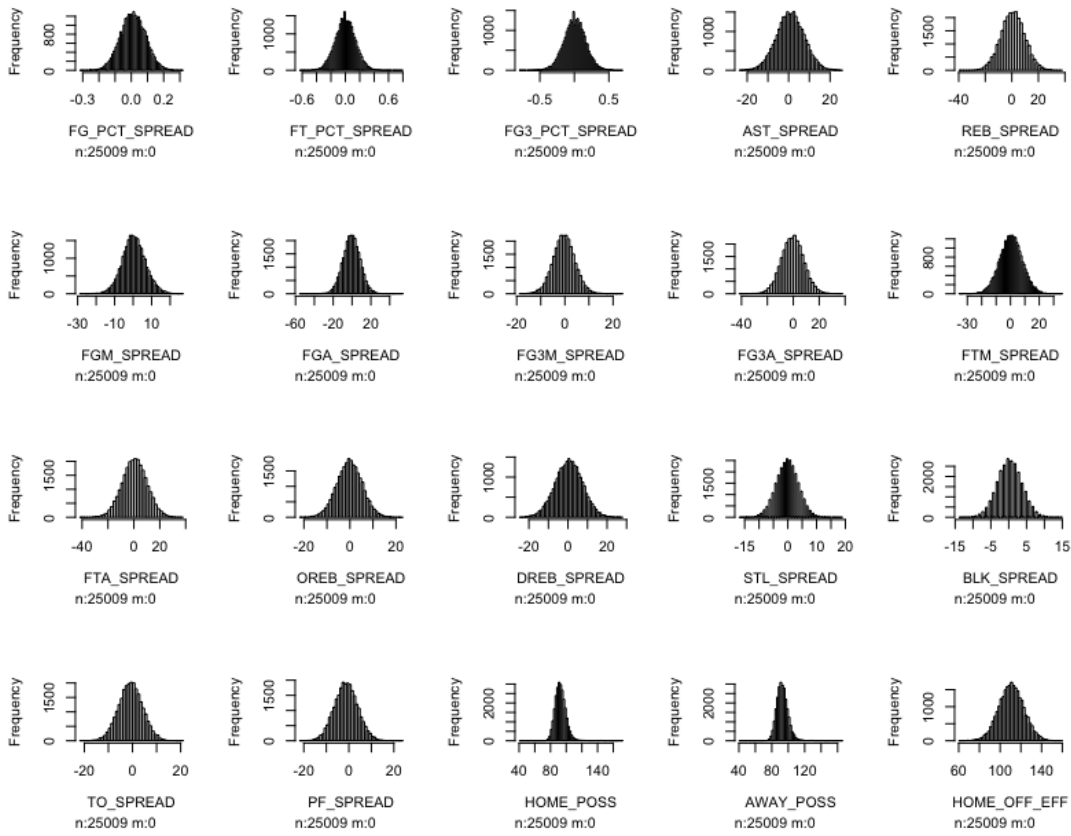 Frequency Frequency Frequency Frequency Frequency
0 800 0 1000 0 1000 0 1000 0 1500
-0.3 0.0 0.2 -0.6 0.0 0.6 -0.5 0.5 -20 0 20 -40 0 20
FG_PCT_SPREAD FT_PCT_SPREAD FG3_PCT_SPREAD AST_SPREAD REB_SPREAD
n:25009 m:0 n:25009 m:0 n:25009 m:0 n:25009 m:0 n:25009 m:0
Frequency Frequency Frequency Frequency Frequency
0 1000 0 1500 0 1500 0 1500 0 800
-30 -10 10 -60 -20 20 -20 0 20 -40 0 20 -30 0 20
FGM_SPREAD FGA_SPREAD FG3M_SPREAD FG3A_SPREAD FTM_SPREAD
n:25009 m:0 n:25009 m:0 n:25009 m:0 n:25009 m:0 n:25009 m:0
Frequency Frequency Frequency Frequency Frequency
0 1500 0 1500 0 1000 0 1500 0 2000
-40 0 20 -20 0 20 -20 0 20 -15 0 10 20 -15 -5 5 15
FTA_SPREAD OREB_SPREAD DREB_SPREAD STL_SPREAD BLK_SPREAD
n:25009 m:0 n:25009 m:0 n:25009 m:0 n:25009 m:0 n:25009 m:0
Frequency Frequency Frequency Frequency Frequency
0 1500 0 1500 0 2000 0 2000 0 1000
-20 0 20 -20 0 20 40 80 140 40 80 120 60 100 140
TO_SPREAD PF_SPREAD HOME_POSS AWAY_POSS HOME_OFF_EFF
n:25009 m:0 n:25009 m:0 n:25009 m:0 n:25009 m:0 n:25009 m:0